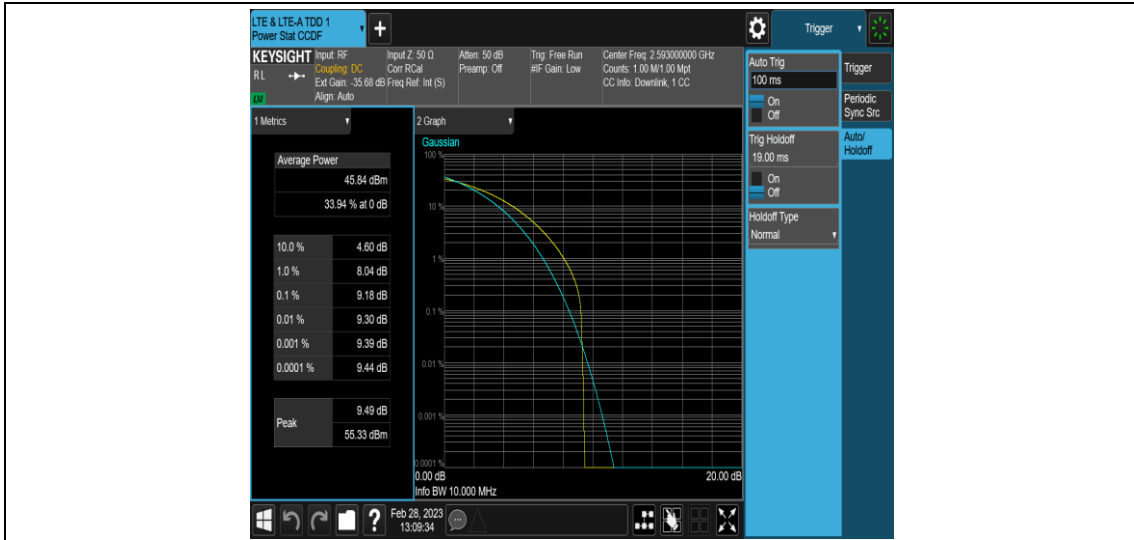 LTE & LTE-A TDD 1
Power Stat CCDF
+
Trigger
KEYSIGHT
R L
LXI
Input: RF
Coupling: DC
Ext Gain: -35.68 dB
Align: Auto
Input Z: 50 Ω
Corr RCal
Freq Ref: Int (S)
Atten: 50 dB
Preamp: Off
Trig: Free Run
#IF Gain: Low
Center Freq: 2.593000000 GHz
Counts: 1.00 M/1.00 Mpt
CC Info: Downlink, 1 CC
1 Metrics
Average Power
45.84 dBm
33.94 % at 0 dB
10.0 % 4.60 dB
1.0 % 8.04 dB
0.1 % 9.18 dB
0.01 % 9.30 dB
0.001 % 9.39 dB
0.0001 % 9.44 dB
Peak
9.49 dB
55.33 dBm
2 Graph
Gaussian
100 %
10 %
1 %
0.1 %
0.01 %
0.001 %
0.0001 %
0.00 dB
20.00 dB
Info BW 10.000 MHz
Auto Trig
100 ms
On
Off
Trig Holdoff
19.00 ms
On
Off
Holdoff Type
Normal
Trigger
Periodic
Sync Src
Auto/
Holdoff
?
Feb 28, 2023
13:09:34